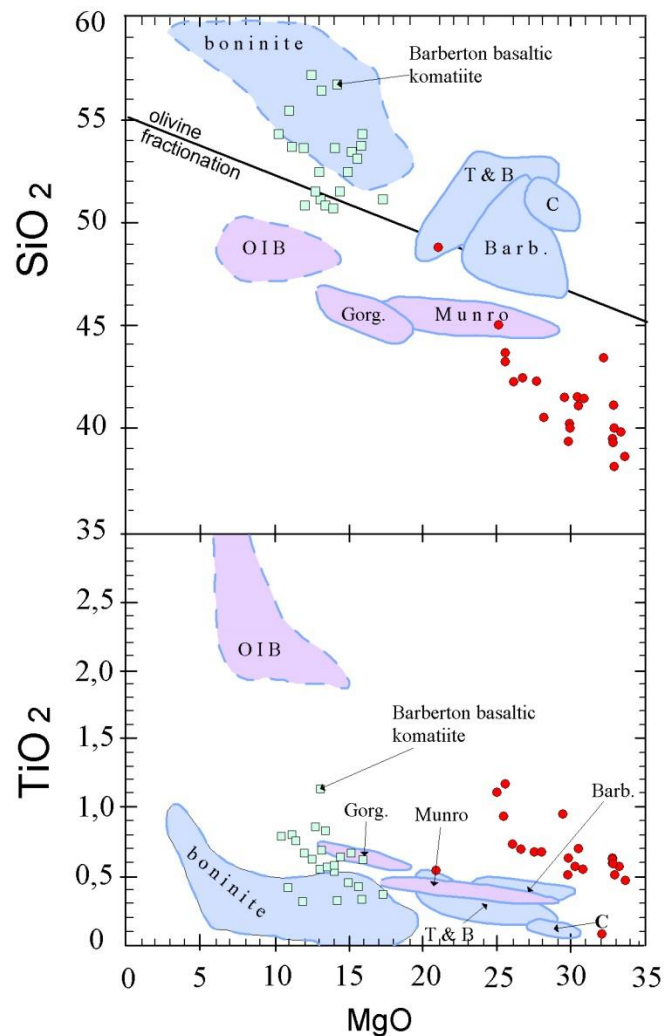 60
55
50
45
40
35
SiO2
boninite
Barberton basaltic
komatiite
olivine
fractionation
T & B
C
OIB
Barb.
Gorg.
Munro
2,5
2,0
1,5
1,0
0,5
0
TiO2
OIB
Barberton basaltic
komatiite
Gorg.
Munro
Barb.
boninite
T & B
C
0 5 10 15 20 25 30 35
MgO